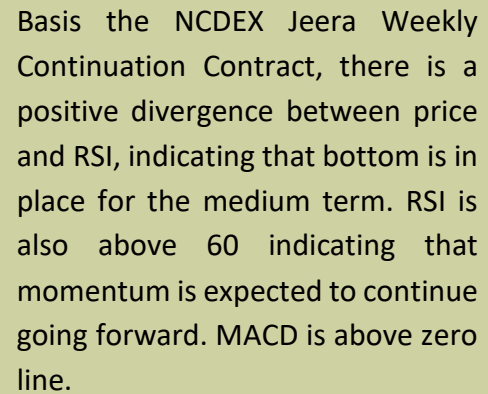 Basis the NCDEX Jeera Weekly
Continuation Contract, there is a
positive divergence between price
and RSI, indicating that bottom is in
place for the medium term. RSI is
also above 60 indicating that
momentum is expected to continue
going forward. MACD is above zero
line.